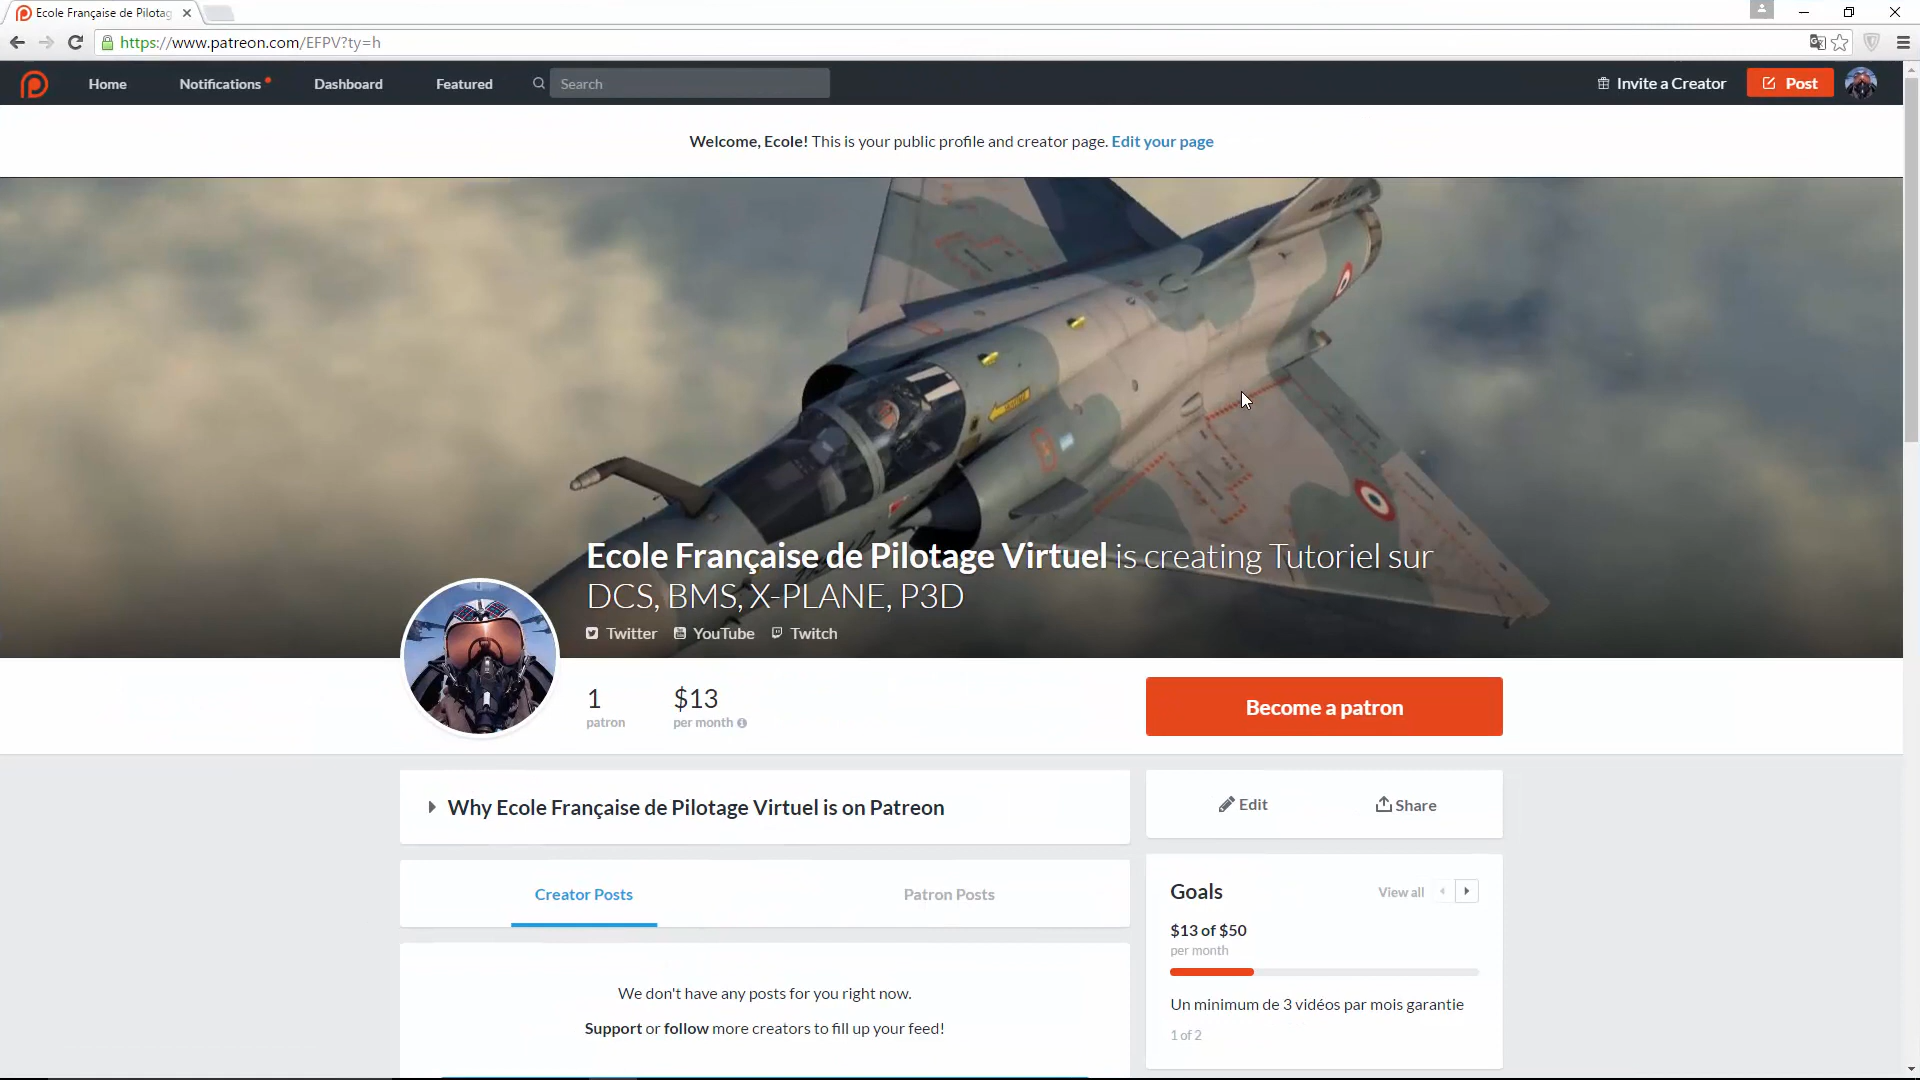 Ecole Française de Pilotag
https://www.patreon.com/EFPV?ty=h
Home Notifications Dashboard Featured Search Invite a Creator Post
Welcome, Ecole! This is your public profile and creator page. Edit your page
Ecole Française de Pilotage Virtuel is creating Tutoriel sur
DCS, BMS, X-PLANE, P3D
Twitter YouTube Twitch
1
patron
$13
per month
Become a patron
Why Ecole Française de Pilotage Virtuel is on Patreon
Edit Share
Creator Posts Patron Posts
Goals View all
$13 of $50
per month
Un minimum de 3 vidéos par mois garantie
1 of 2
We don't have any posts for you right now.
Support or follow more creators to fill up your feed!